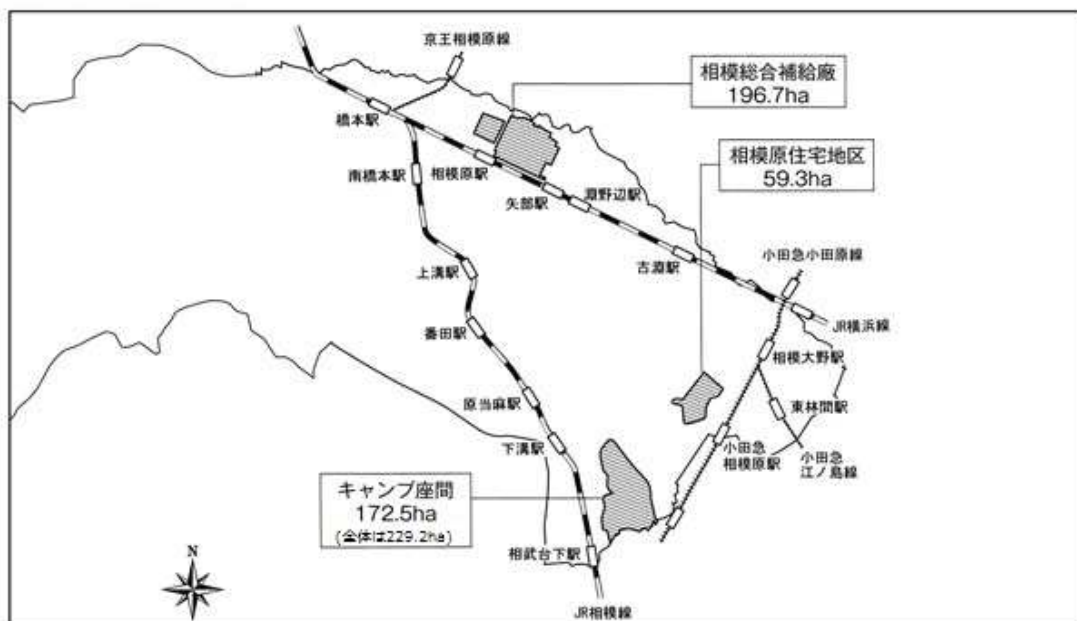 京王相模原線
相模総合補給廠
196.7ha
橋本駅
相模原住宅地区
59.3ha
南橋本駅
相模原駅
矢部駅
淵野辺駅
古淵駅
小田急小田原線
上溝駅
JR横浜線
番田駅
相模大野駅
原当麻駅
東林間駅
下溝駅
小田急
相模原駅
小田急
江ノ島線
キャンプ座間
172.5ha
(全体は229.2ha)
相武台下駅
N
JR相模線